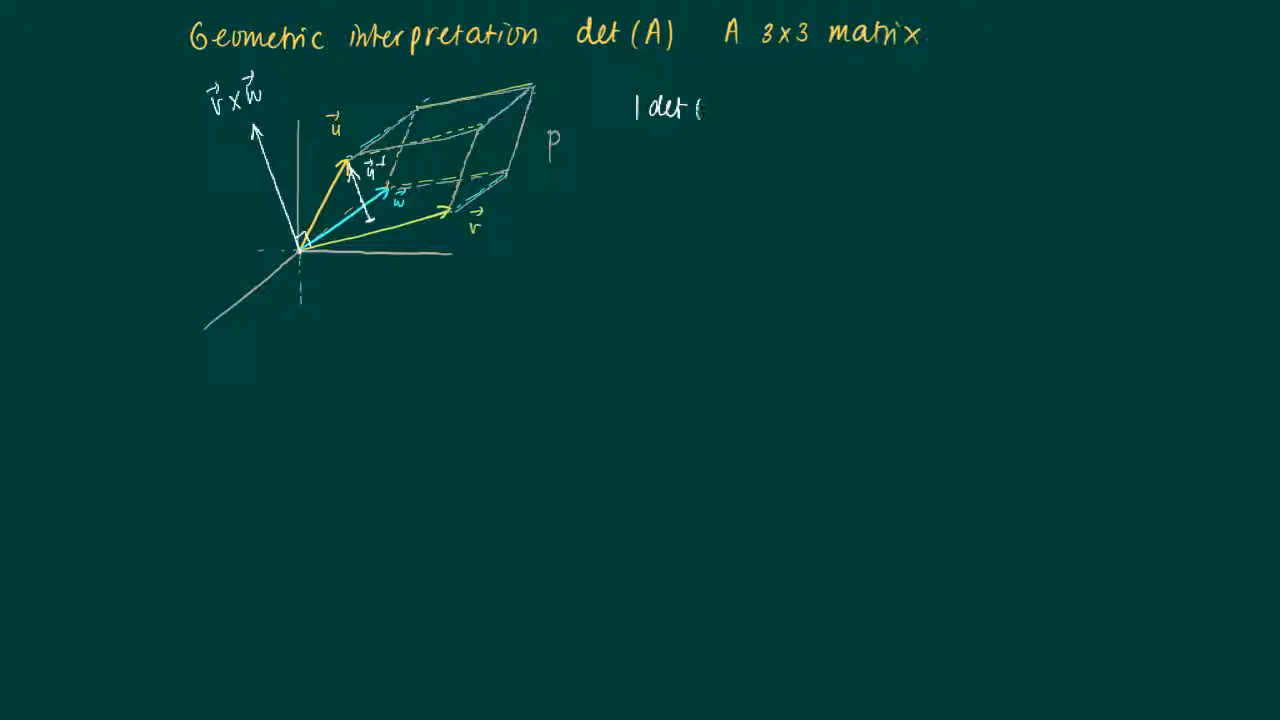 Geometric interpretation det(A) A 3x3 matrix
v⃗ x w⃗
u⃗
| det (
p
u⃗⊥
w⃗
v⃗